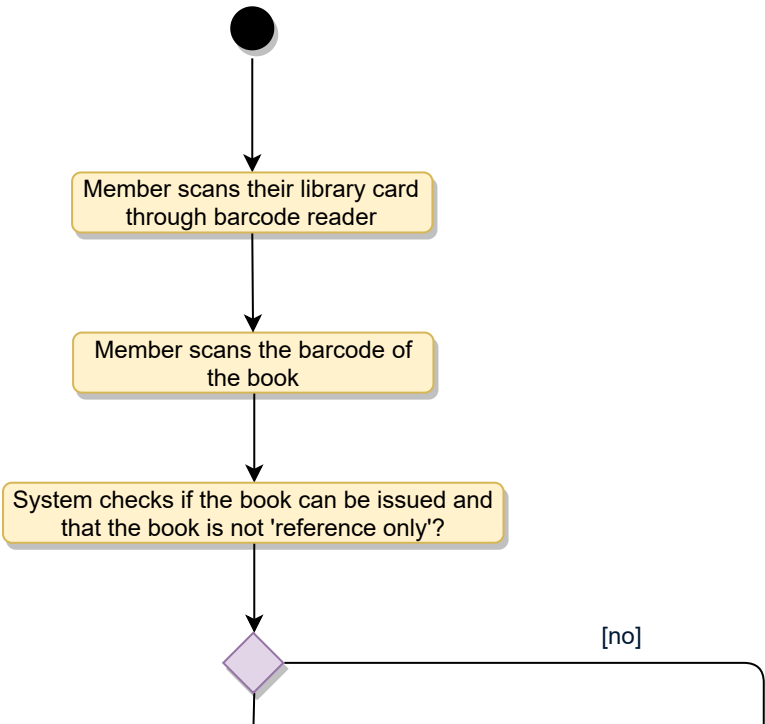 Member scans their library card
through barcode reader
Member scans the barcode of
the book
System checks if the book can be issued and
that the book is not 'reference only'?
[no]